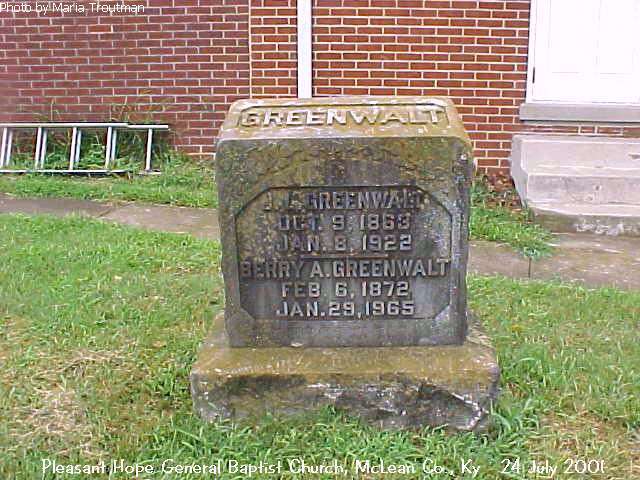 Photo by Maria Troutman
GREENWALT
J. L. GREENWALT
OCT. 9, 1863
JAN. 8, 1922
BERRY A. GREENWALT
FEB 6, 1872
JAN. 29, 1965
Pleasant Hope General Baptist Church, McLean Co., Ky 24 July 2001